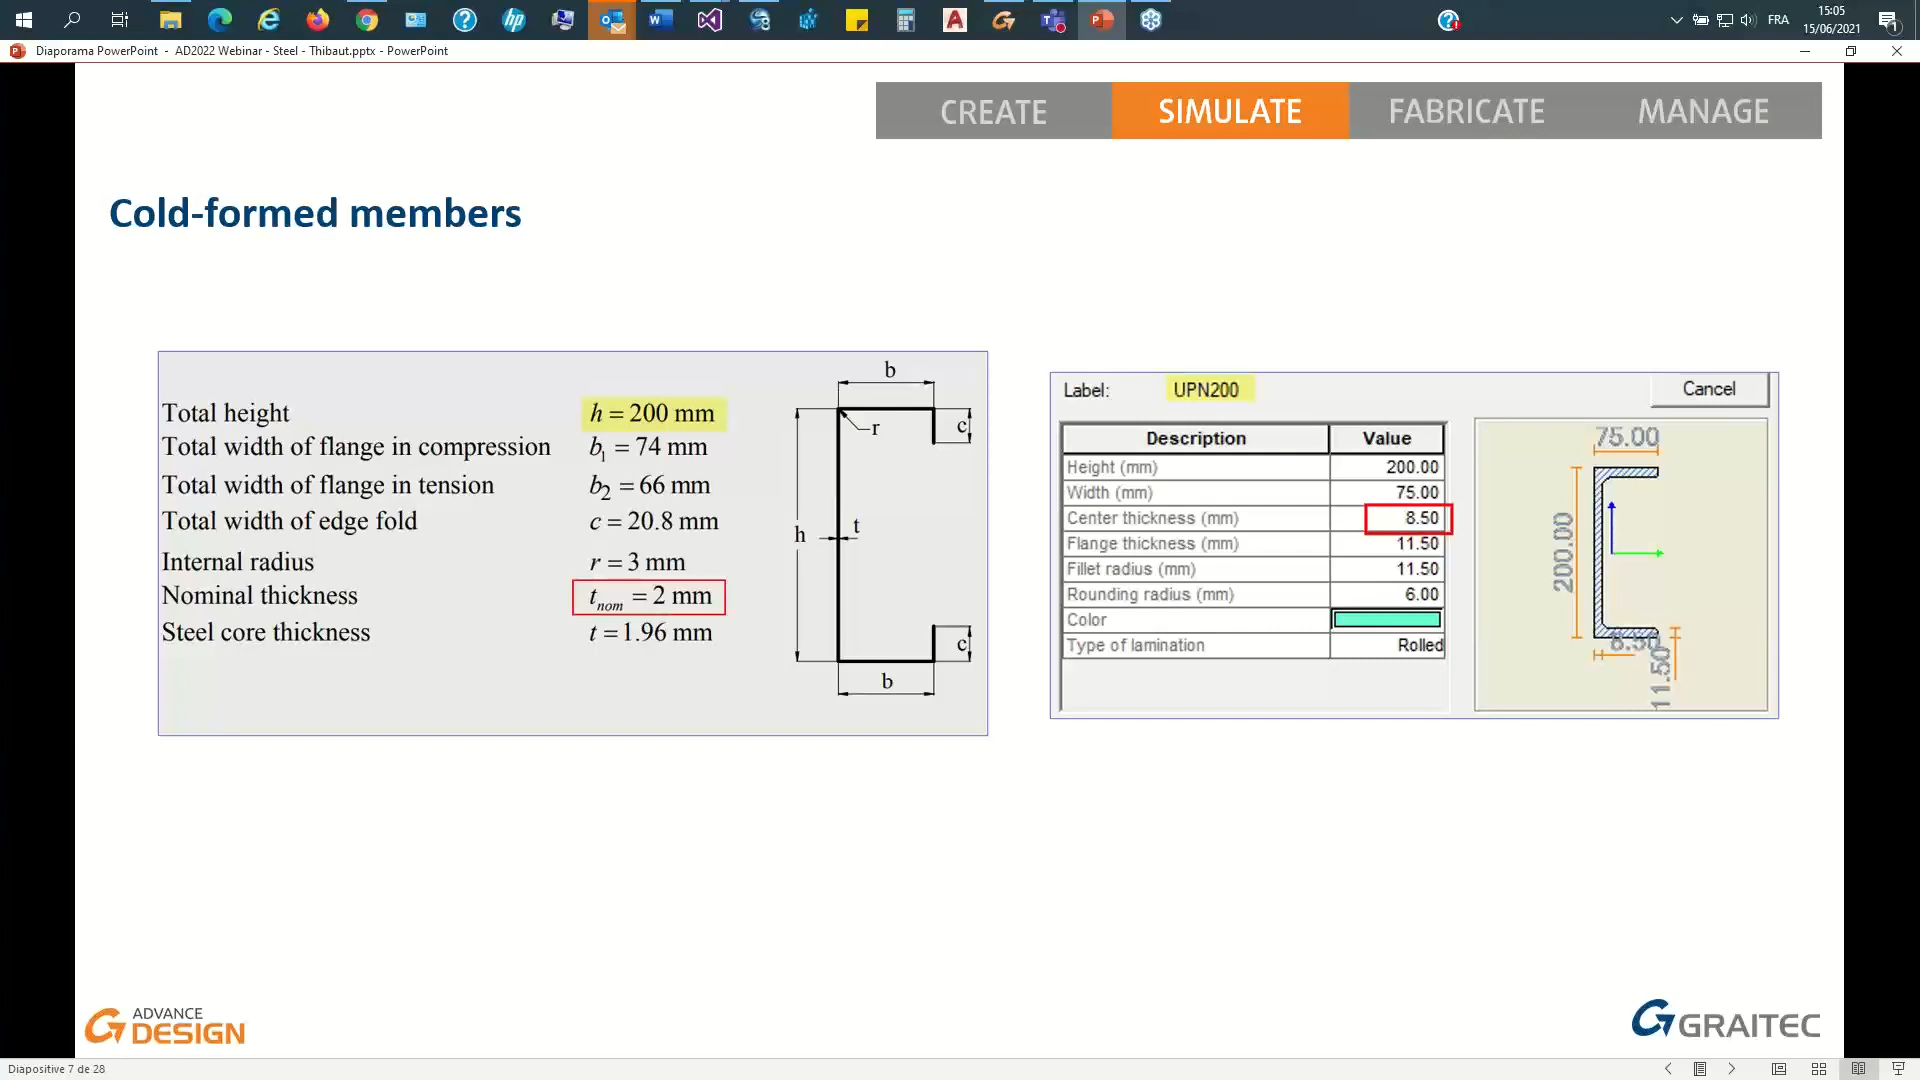 FRA
15:05
15/06/2021
1
Diaporama PowerPoint - AD2022 Webinar - Steel - Thibaut.pptx - PowerPoint
CREATE SIMULATE FABRICATE MANAGE
Cold-formed members
Total height h = 200 mm
Total width of flange in compression b1 = 74 mm
Total width of flange in tension b2 = 66 mm
Total width of edge fold c = 20.8 mm
Internal radius r = 3 mm
Nominal thickness tnom = 2 mm
Steel core thickness t = 1.96 mm
b
c
r
h
t
c
b
Label: UPN200 Cancel
Description Value
Height (mm) 200.00
Width (mm) 75.00
Center thickness (mm) 8.50
Flange thickness (mm) 11.50
Fillet radius (mm) 11.50
Rounding radius (mm) 6.00
Color
Type of lamination Rolled
75.00
200.00
8.50
11.50
ADVANCE
DESIGN
GRAITEC
Diapositive 7 de 28